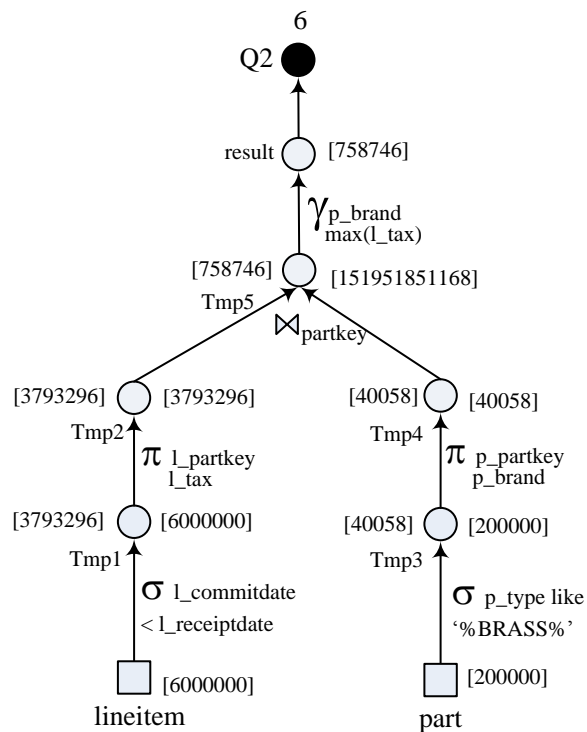 6
Q2
result [758746]
γ p_brand
max(l_tax)
[758746] [151951851168]
Tmp5
⋈ partkey
[3793296] [3793296] [40058] [40058]
Tmp2 Tmp4
π l_partkey π p_partkey
l_tax p_brand
[3793296] [6000000] [40058] [200000]
Tmp1 Tmp3
σ l_commitdate σ p_type like
< l_receiptdate ‘%BRASS%’
[6000000] [200000]
lineitem part